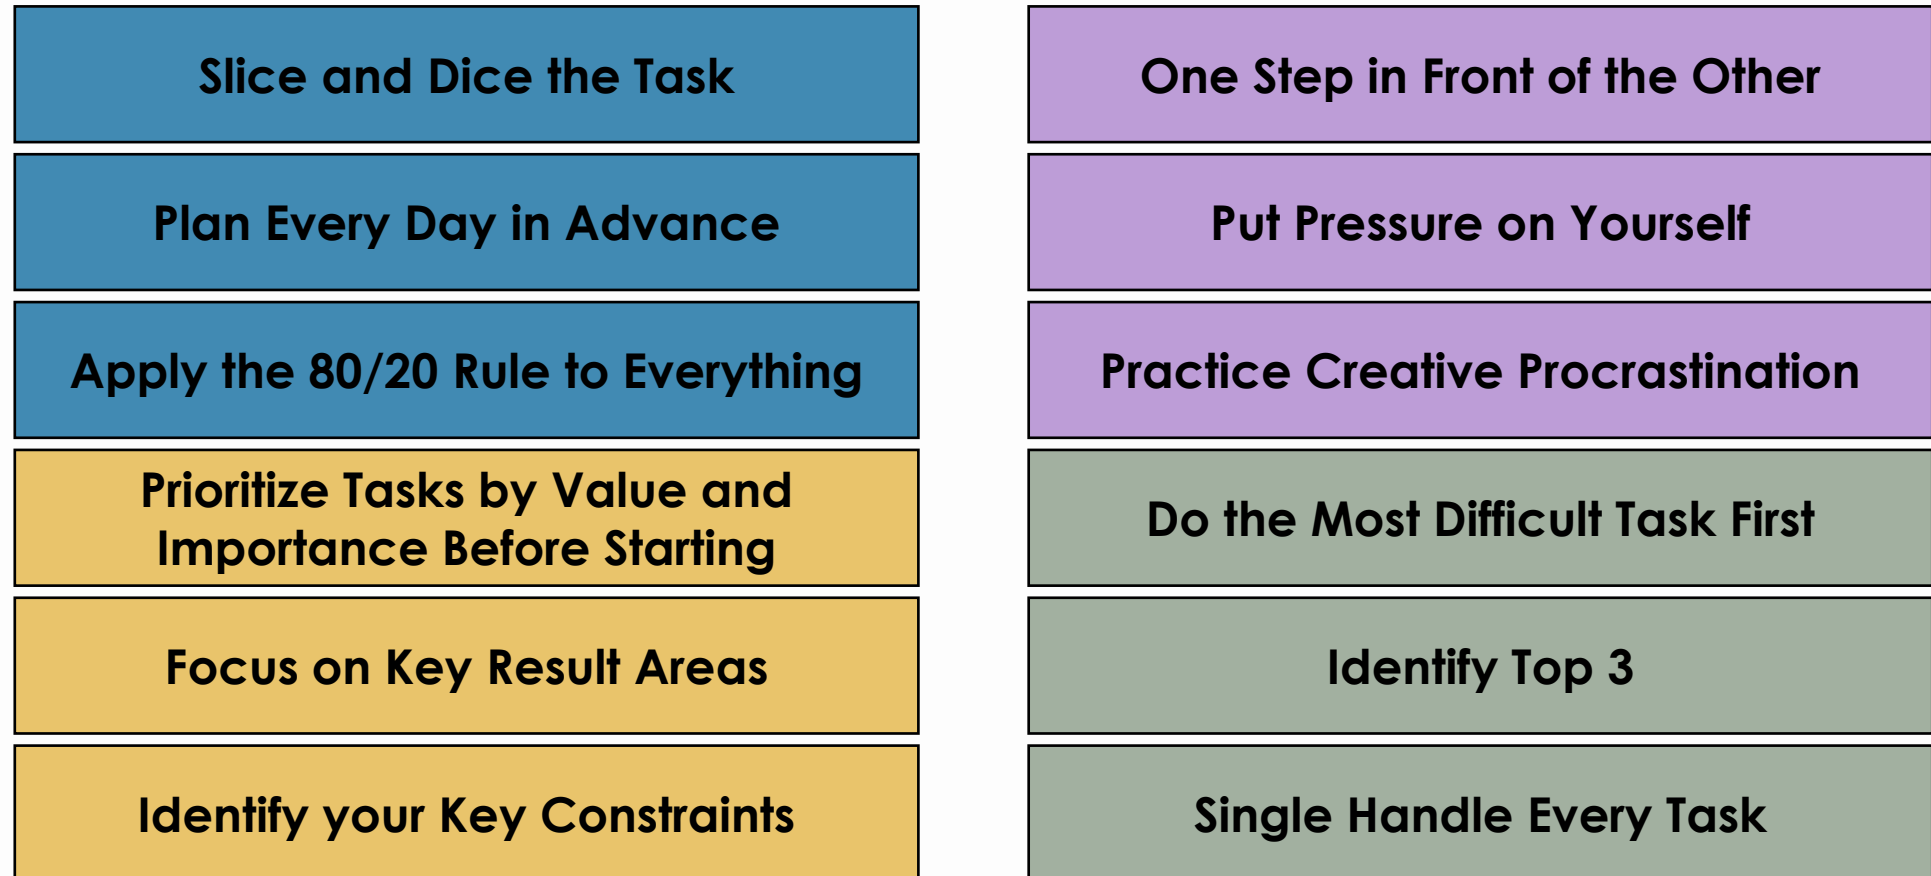 Slice and Dice the Task
Plan Every Day in Advance
Apply the 80/20 Rule to Everything
Prioritize Tasks by Value and
Importance Before Starting
Focus on Key Result Areas
Identify your Key Constraints
One Step in Front of the Other
Put Pressure on Yourself
Practice Creative Procrastination
Do the Most Difficult Task First
Identify Top 3
Single Handle Every Task